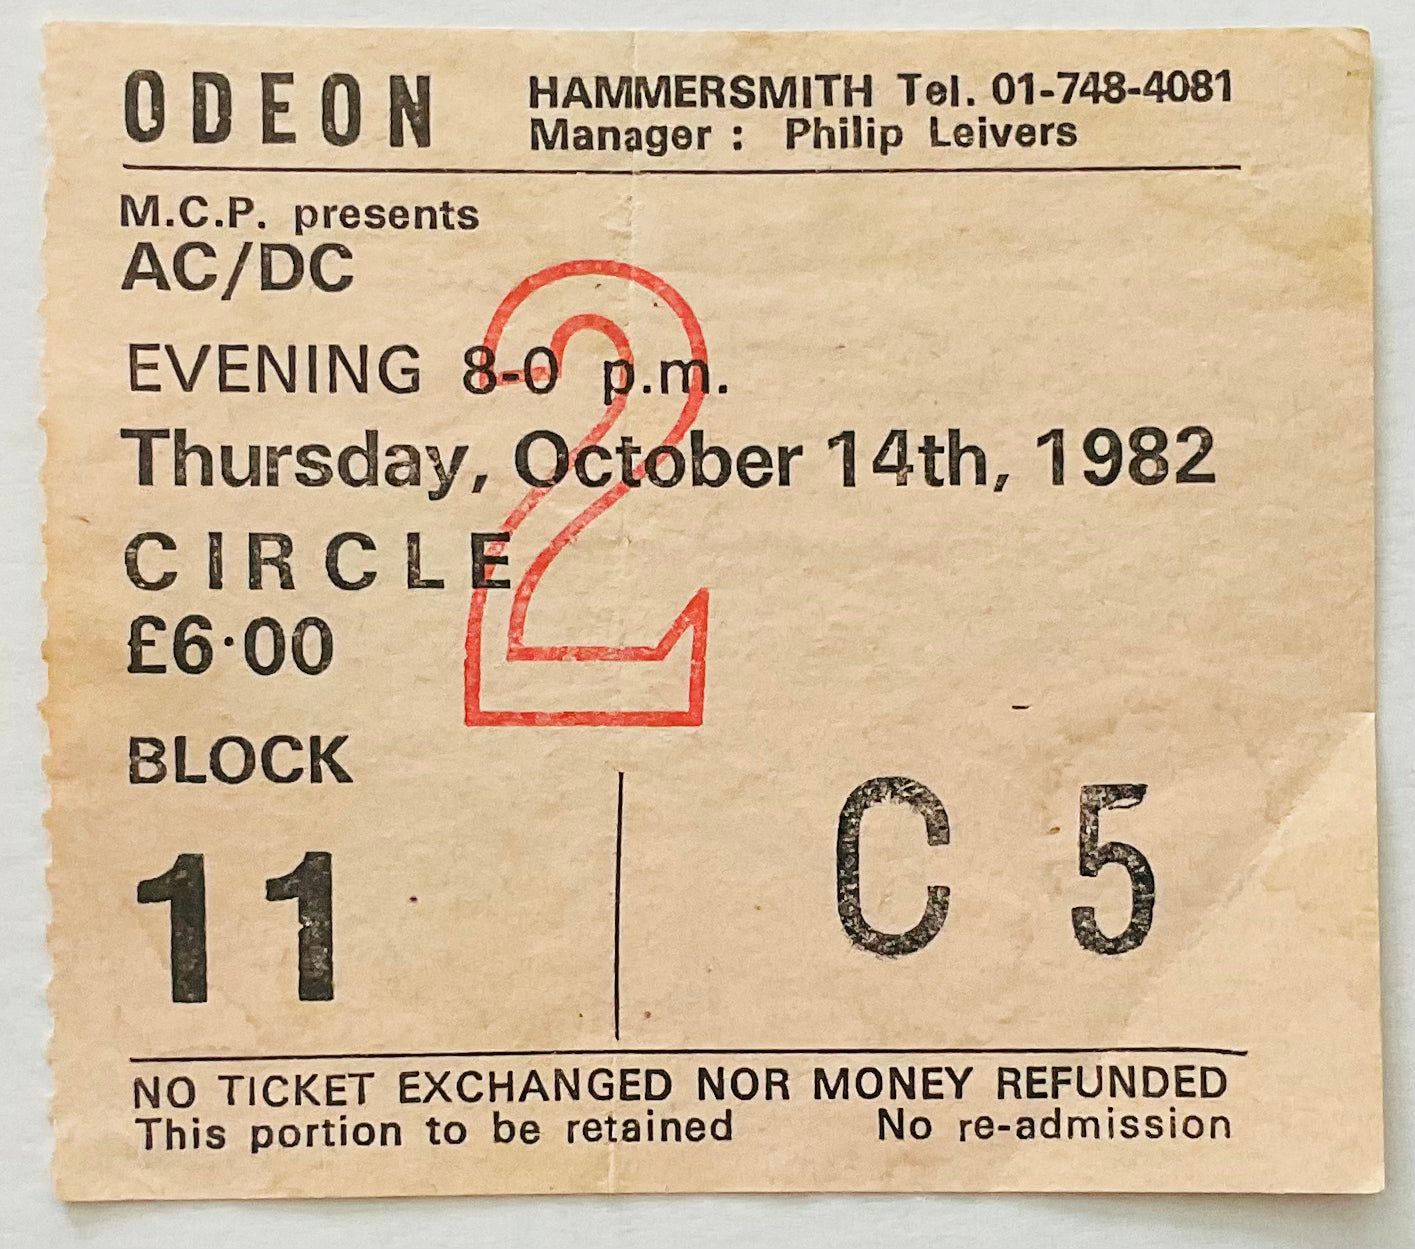 ODEON
HAMMERSMITH Tel. 01-748-4081
Manager : Philip Leivers
M.C.P. presents
AC/DC
EVENING 8-0 p.m.
2
Thursday, October 14th, 1982
CIRCLE
£6·00
BLOCK
11
C 5
NO TICKET EXCHANGED NOR MONEY REFUNDED
This portion to be retained No re-admission